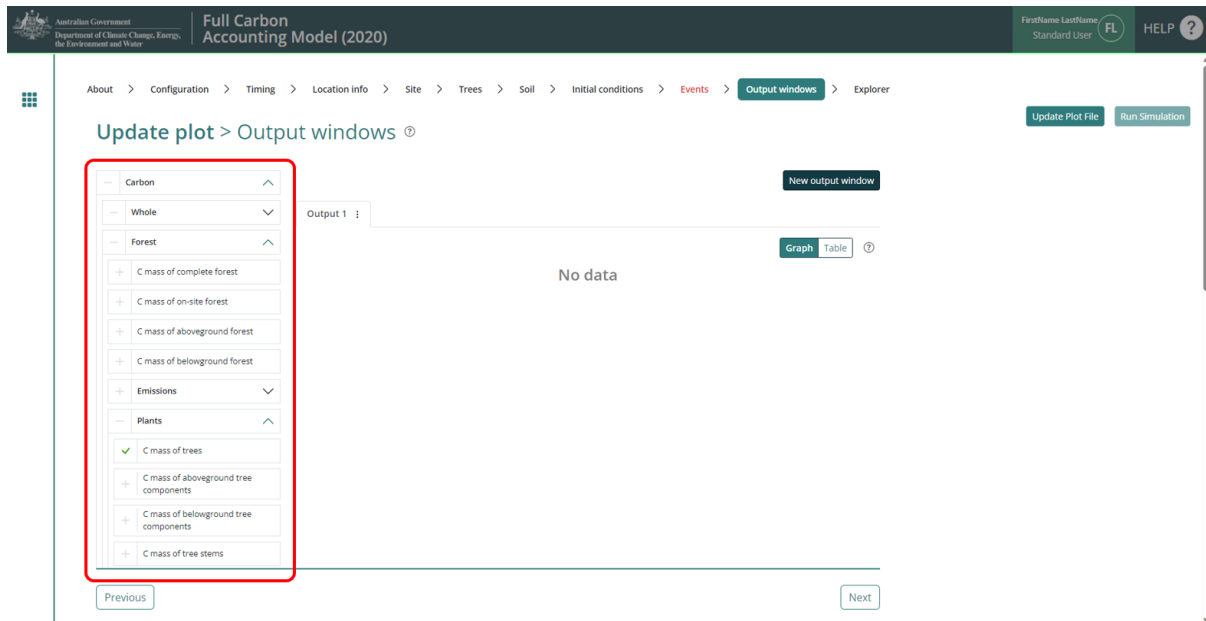 Australian Government
Department of Climate Change, Energy,
the Environment and Water
Full Carbon
Accounting Model (2020)
FirstName LastName
Standard User
FL
HELP ?
About > Configuration > Timing > Location info > Site > Trees > Soil > Initial conditions > Events > Output windows > Explorer
Update plot > Output windows ?
Update Plot File
Run Simulation
Carbon
New output window
Whole
Output 1
Forest
Graph Table ?
C mass of complete forest
No data
C mass of on-site forest
C mass of aboveground forest
C mass of belowground forest
Emissions
Plants
C mass of trees
C mass of aboveground tree
components
C mass of belowground tree
components
C mass of tree stems
Previous
Next